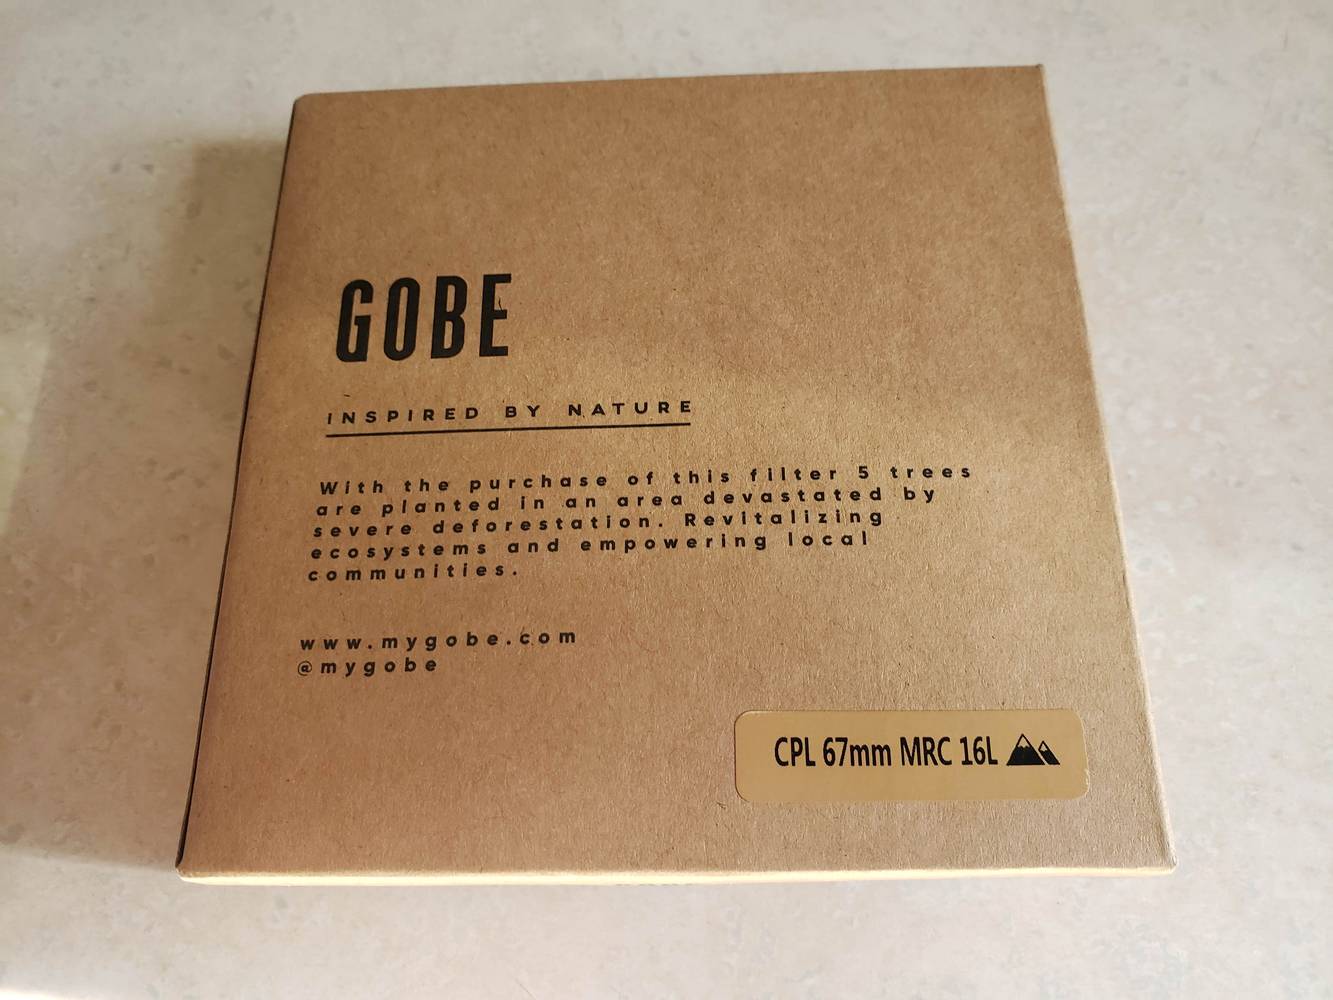 GOBE
INSPIRED BY NATURE
With the purchase of this filter 5 trees
are planted in an area devastated by
severe deforestation. Revitalizing
ecosystems and empowering local
communities.
www.mygobe.com
@mygobe
CPL 67mm MRC 16L